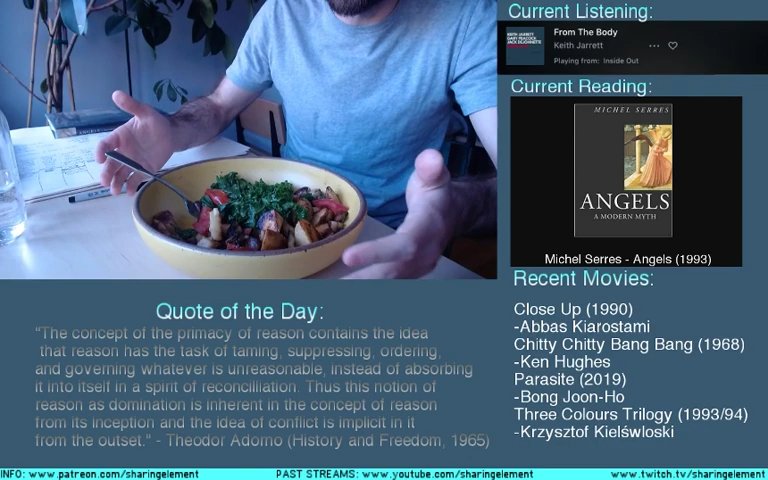 Current Listening:
From The Body
Keith Jarrett
Playing from: Inside Out
Current Reading:
MICHEL SERRES
ANGELS
A MODERN MYTH
Michel Serres - Angels (1993)
Recent Movies:
Close Up (1990)
-Abbas Kiarostami
Chitty Chitty Bang Bang (1968)
-Ken Hughes
Parasite (2019)
-Bong Joon-Ho
Three Colours Trilogy (1993/94)
-Krzysztof Kielśwloski
Quote of the Day:
"The concept of the primacy of reason contains the idea
that reason has the task of taming, suppressing, ordering,
and governing whatever is unreasonable, instead of absorbing
it into itself in a spirit of reconcilliation. Thus this notion of
reason as domination is inherent in the concept of reason
from its inception and the idea of conflict is implicit in it
from the outset." - Theodor Adorno (History and Freedom, 1965)
INFO: www.patreon.com/sharingelement
PAST STREAMS: www.youtube.com/sharingelement
www.twitch.tv/sharingelement